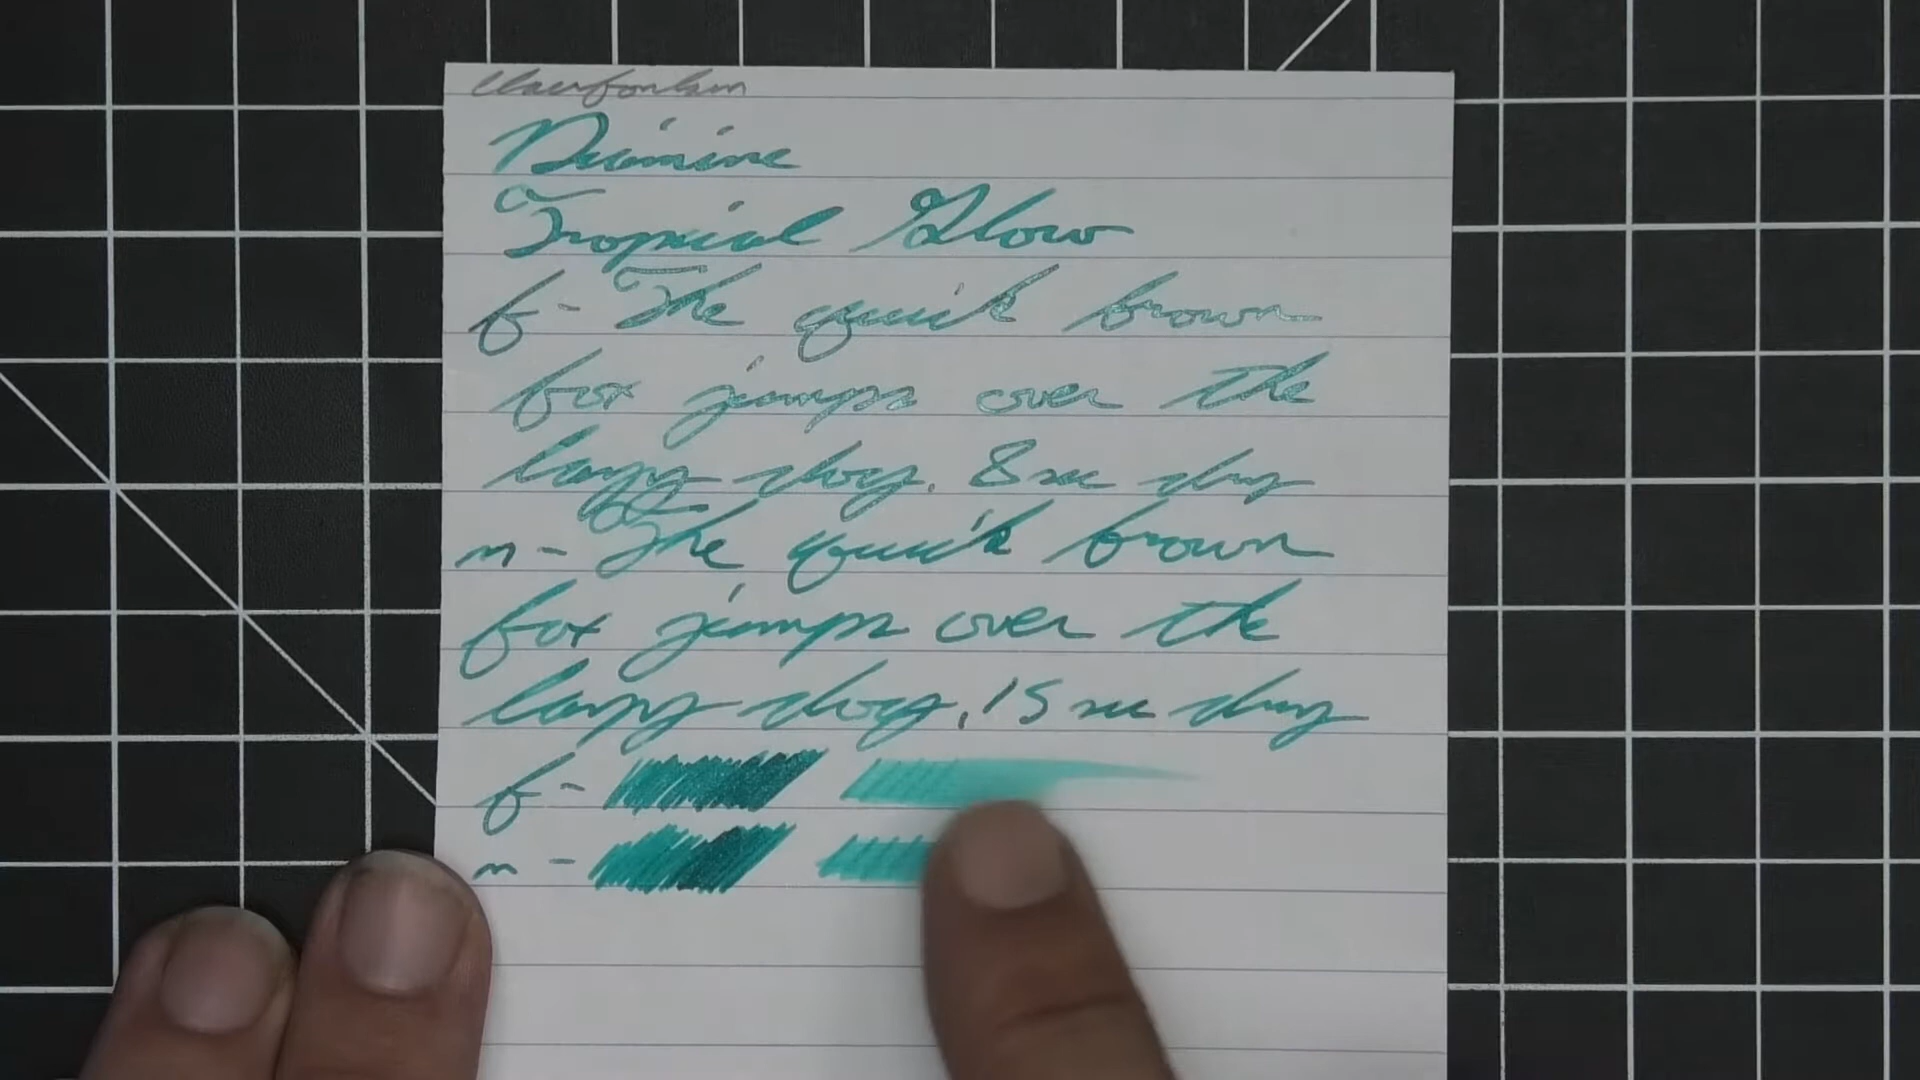 Clairefontaine
Diamine
Tropical Glow
f - The quick brown
fox jumps over the
lazy dog. 8 sec dry
m - The quick brown
fox jumps over the
lazy dog, 15 sec dry
f -
m -